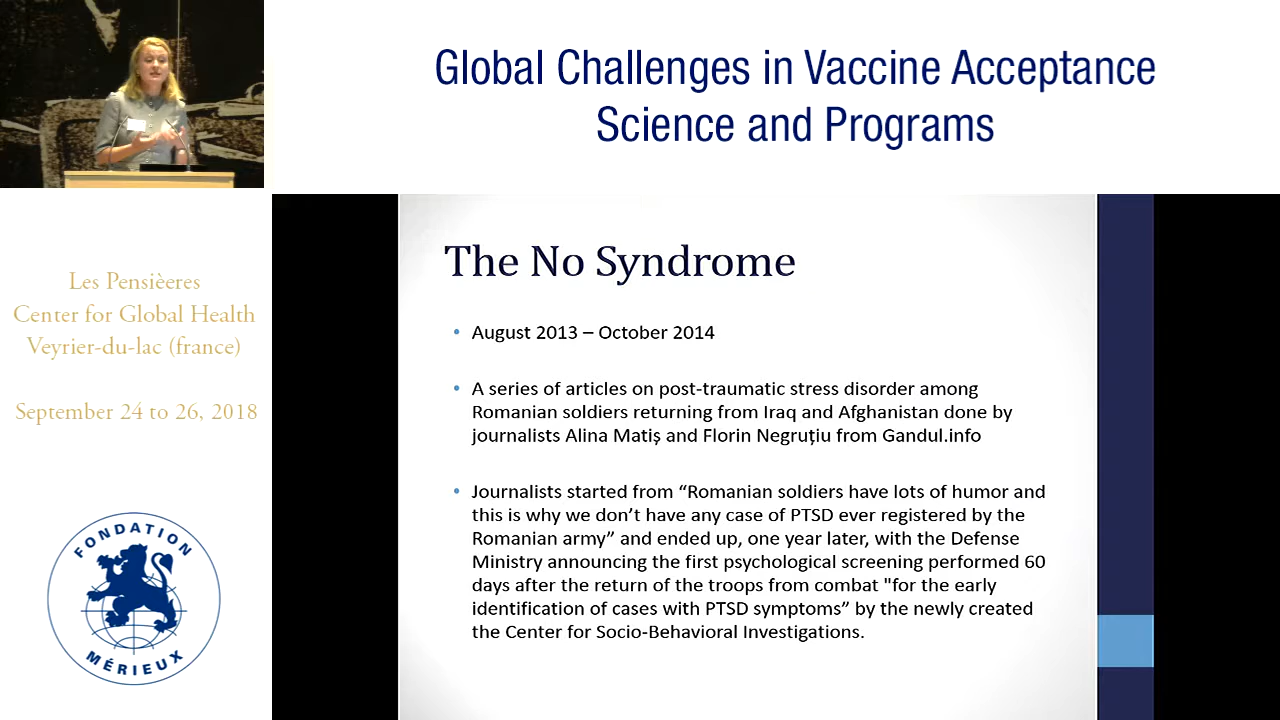 Global Challenges in Vaccine Acceptance
Science and Programs
Les Pensièeres
Center for Global Health
Veyrier-du-lac (france)
September 24 to 26, 2018
FONDATION
MÉRIEUX
The No Syndrome
• August 2013 – October 2014
• A series of articles on post-traumatic stress disorder among
Romanian soldiers returning from Iraq and Afghanistan done by
journalists Alina Matiş and Florin Negruţiu from Gandul.info
• Journalists started from “Romanian soldiers have lots of humor and
this is why we don’t have any case of PTSD ever registered by the
Romanian army” and ended up, one year later, with the Defense
Ministry announcing the first psychological screening performed 60
days after the return of the troops from combat "for the early
identification of cases with PTSD symptoms” by the newly created
the Center for Socio-Behavioral Investigations.